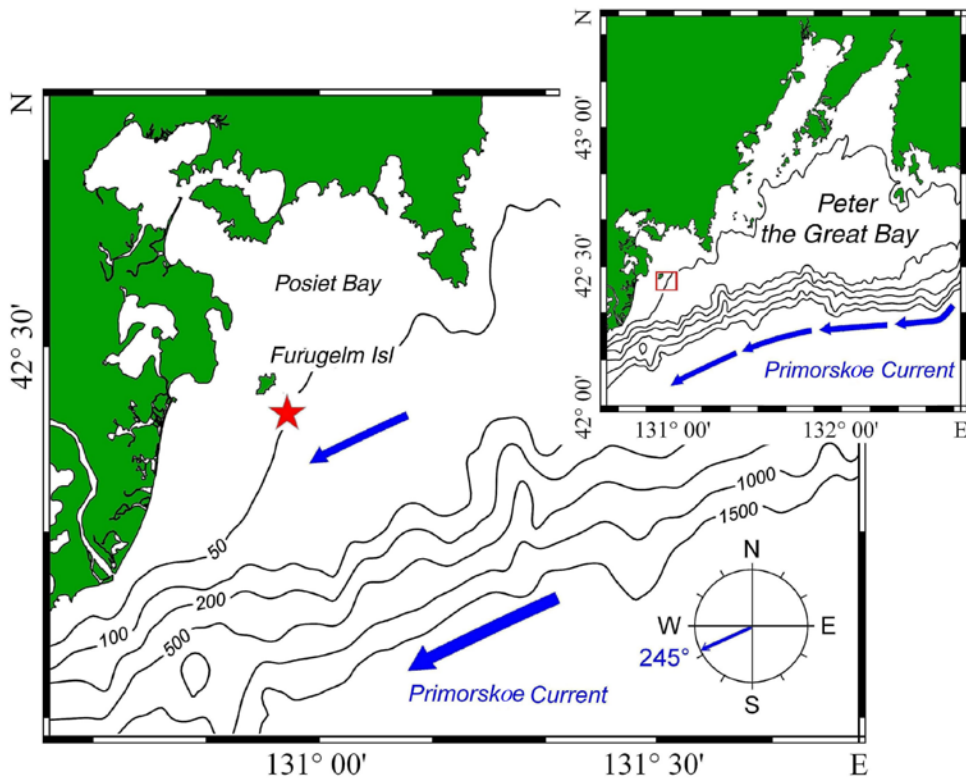 N
42° 30'
Posiet Bay
Furugelm Isl
50
100
200
500
1000
1500
Primorskoe Current
N
W
E
S
245°
131° 00'
131° 30'
E
N
43° 00'
42° 30'
42° 00'
Peter
the Great Bay
Primorskoe Current
131° 00'
132° 00'
E